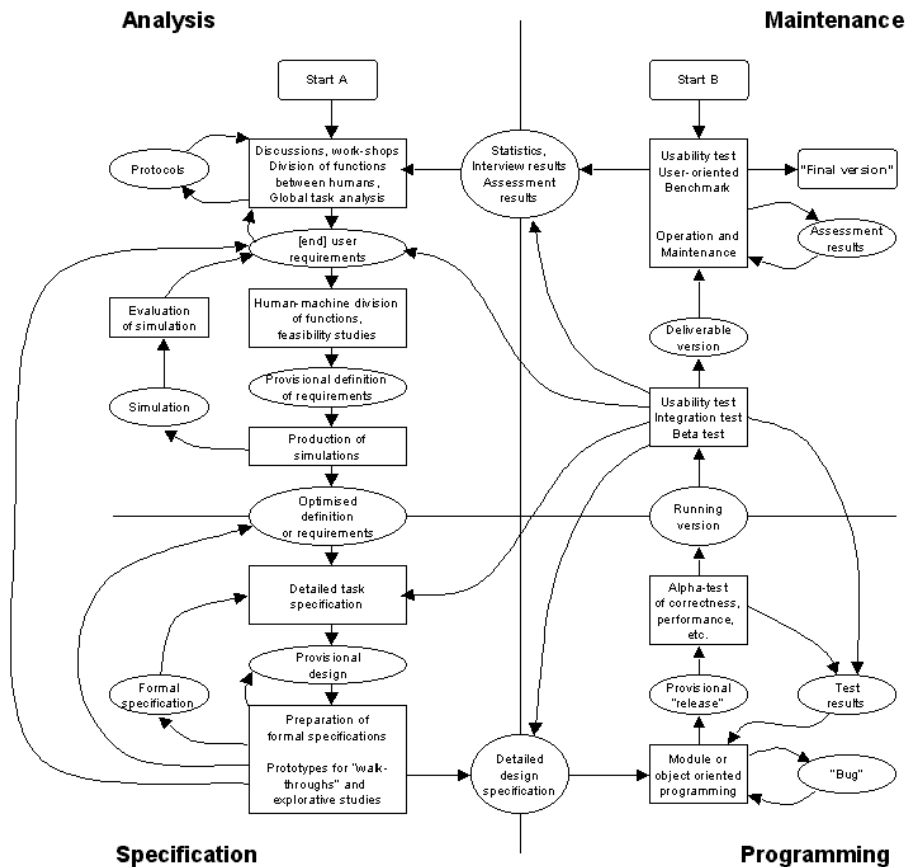 Analysis
Maintenance
Start A
Start B
Discussions, work-shops
Division of functions
between humans,
Global task analysis
Protocols
Statistics,
Interview results
Assessment
results
Usability test
User-oriented
Benchmark
Operation and
Maintenance
"Final version"
Assessment
results
[end] user
requirements
Evaluation
of simulation
Human-machine division
of functions,
feasibility studies
Deliverable
version
Provisional definition
of requirements
Simulation
Usability test
Integration test
Beta test
Production of
simulations
Optimised
definition
or requirements
Running
version
Detailed task
specification
Alpha-test
of correctness,
performance,
etc.
Provisional
design
Formal
specification
Provisional
"release"
Test
results
Preparation of
formal specifications
Prototypes for "walk-
throughs" and
explorative studies
Detailed
design
specification
Module or
object oriented
programming
"Bug"
Specification
Programming